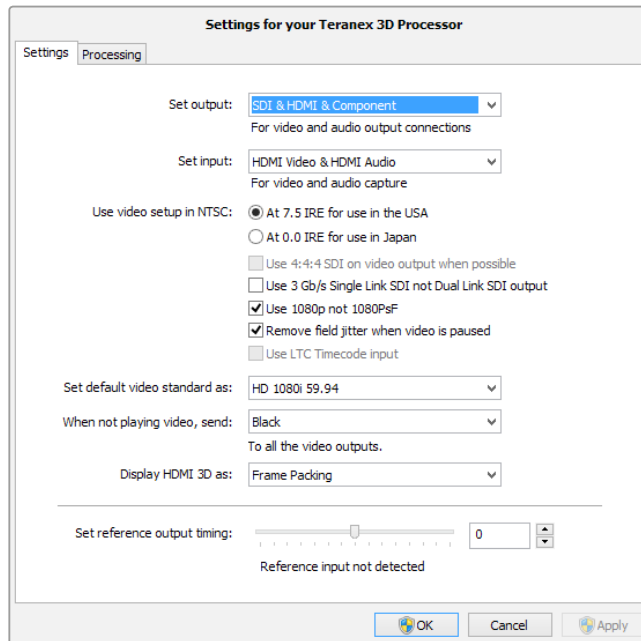 Settings for your Teranex 3D Processor
Settings Processing
Set output: SDI & HDMI & Component
For video and audio output connections
Set input: HDMI Video & HDMI Audio
For video and audio capture
Use video setup in NTSC: At 7.5 IRE for use in the USA
At 0.0 IRE for use in Japan
Use 4:4:4 SDI on video output when possible
Use 3 Gb/s Single Link SDI not Dual Link SDI output
Use 1080p not 1080PsF
Remove field jitter when video is paused
Use LTC Timecode input
Set default video standard as: HD 1080i 59.94
When not playing video, send: Black
To all the video outputs.
Display HDMI 3D as: Frame Packing
Set reference output timing: 0
Reference input not detected
OK Cancel Apply